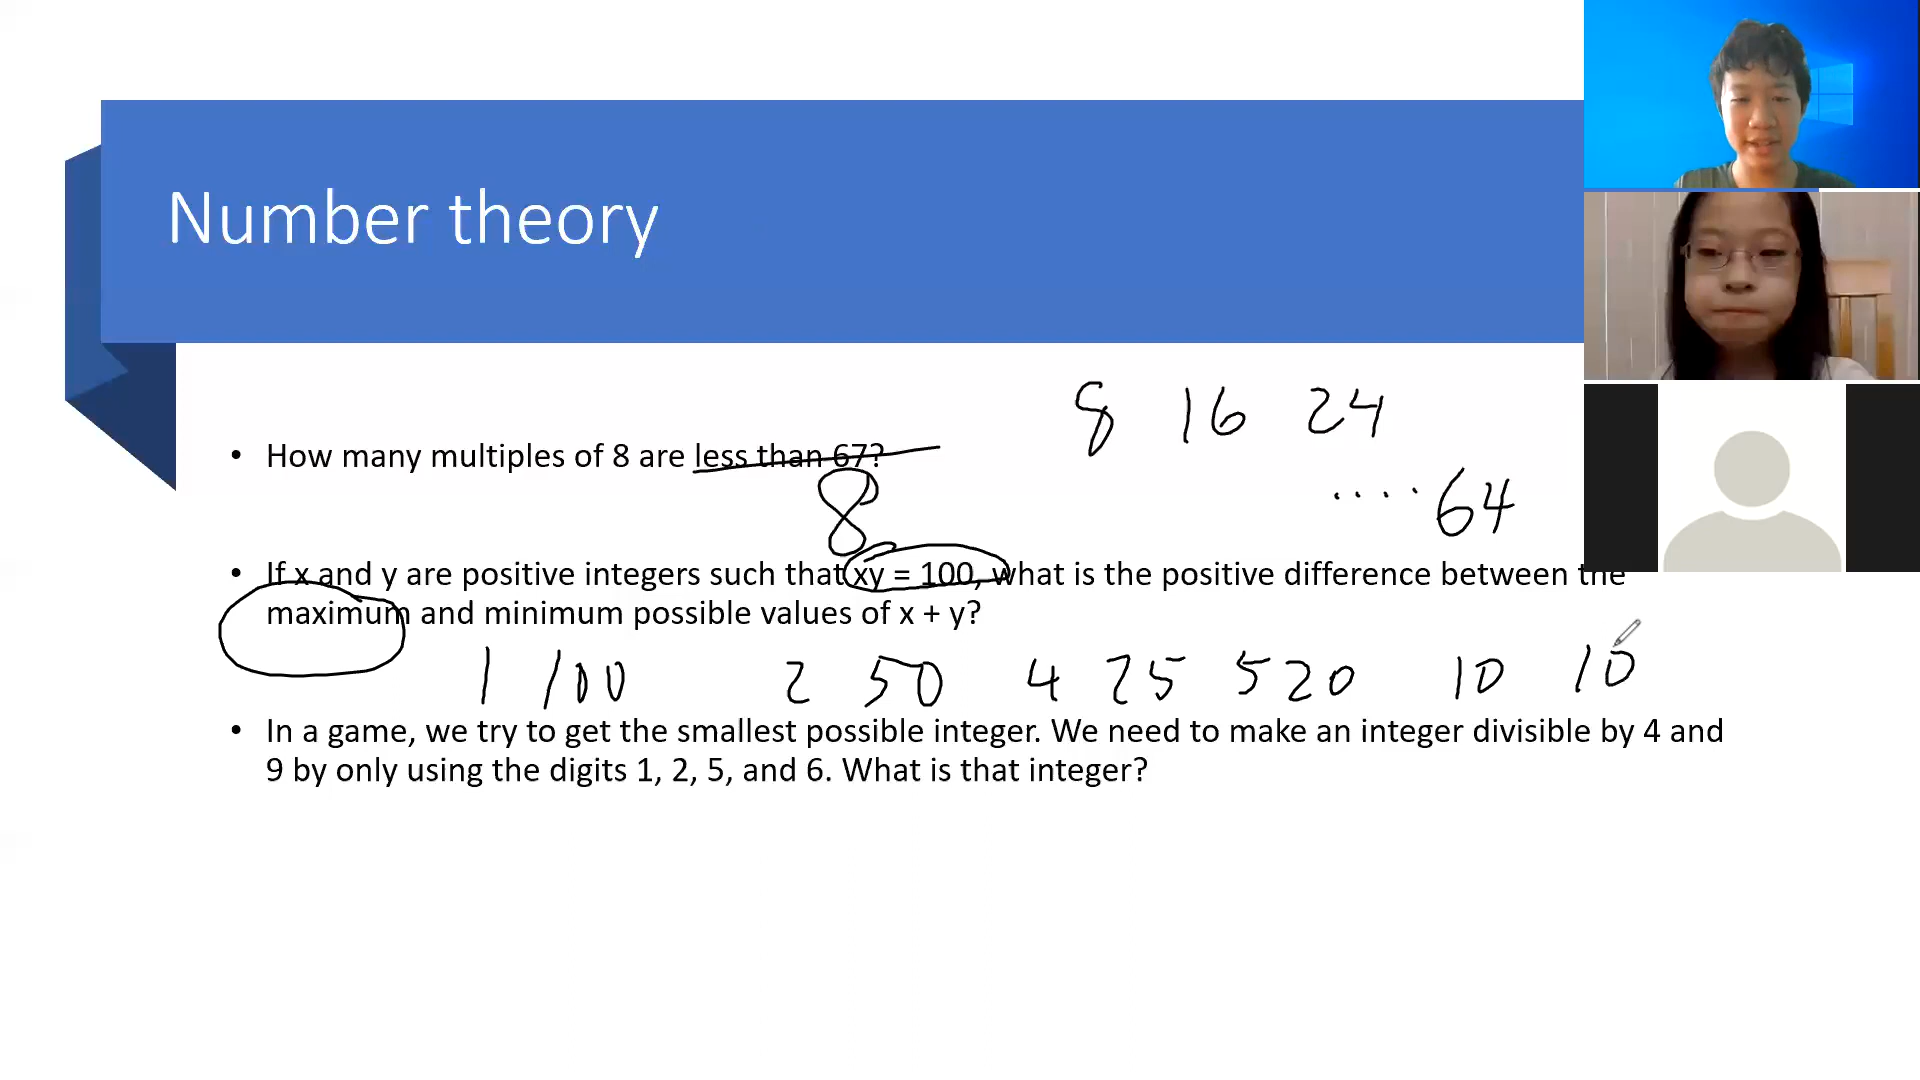 Number theory
8 16 24
• How many multiples of 8 are less than 67?
.... 64
8
• If x and y are positive integers such that xy = 100, what is the positive difference between the
maximum and minimum possible values of x + y?
1 100 2 50 4 25 5 20 10 10
• In a game, we try to get the smallest possible integer. We need to make an integer divisible by 4 and
9 by only using the digits 1, 2, 5, and 6. What is that integer?